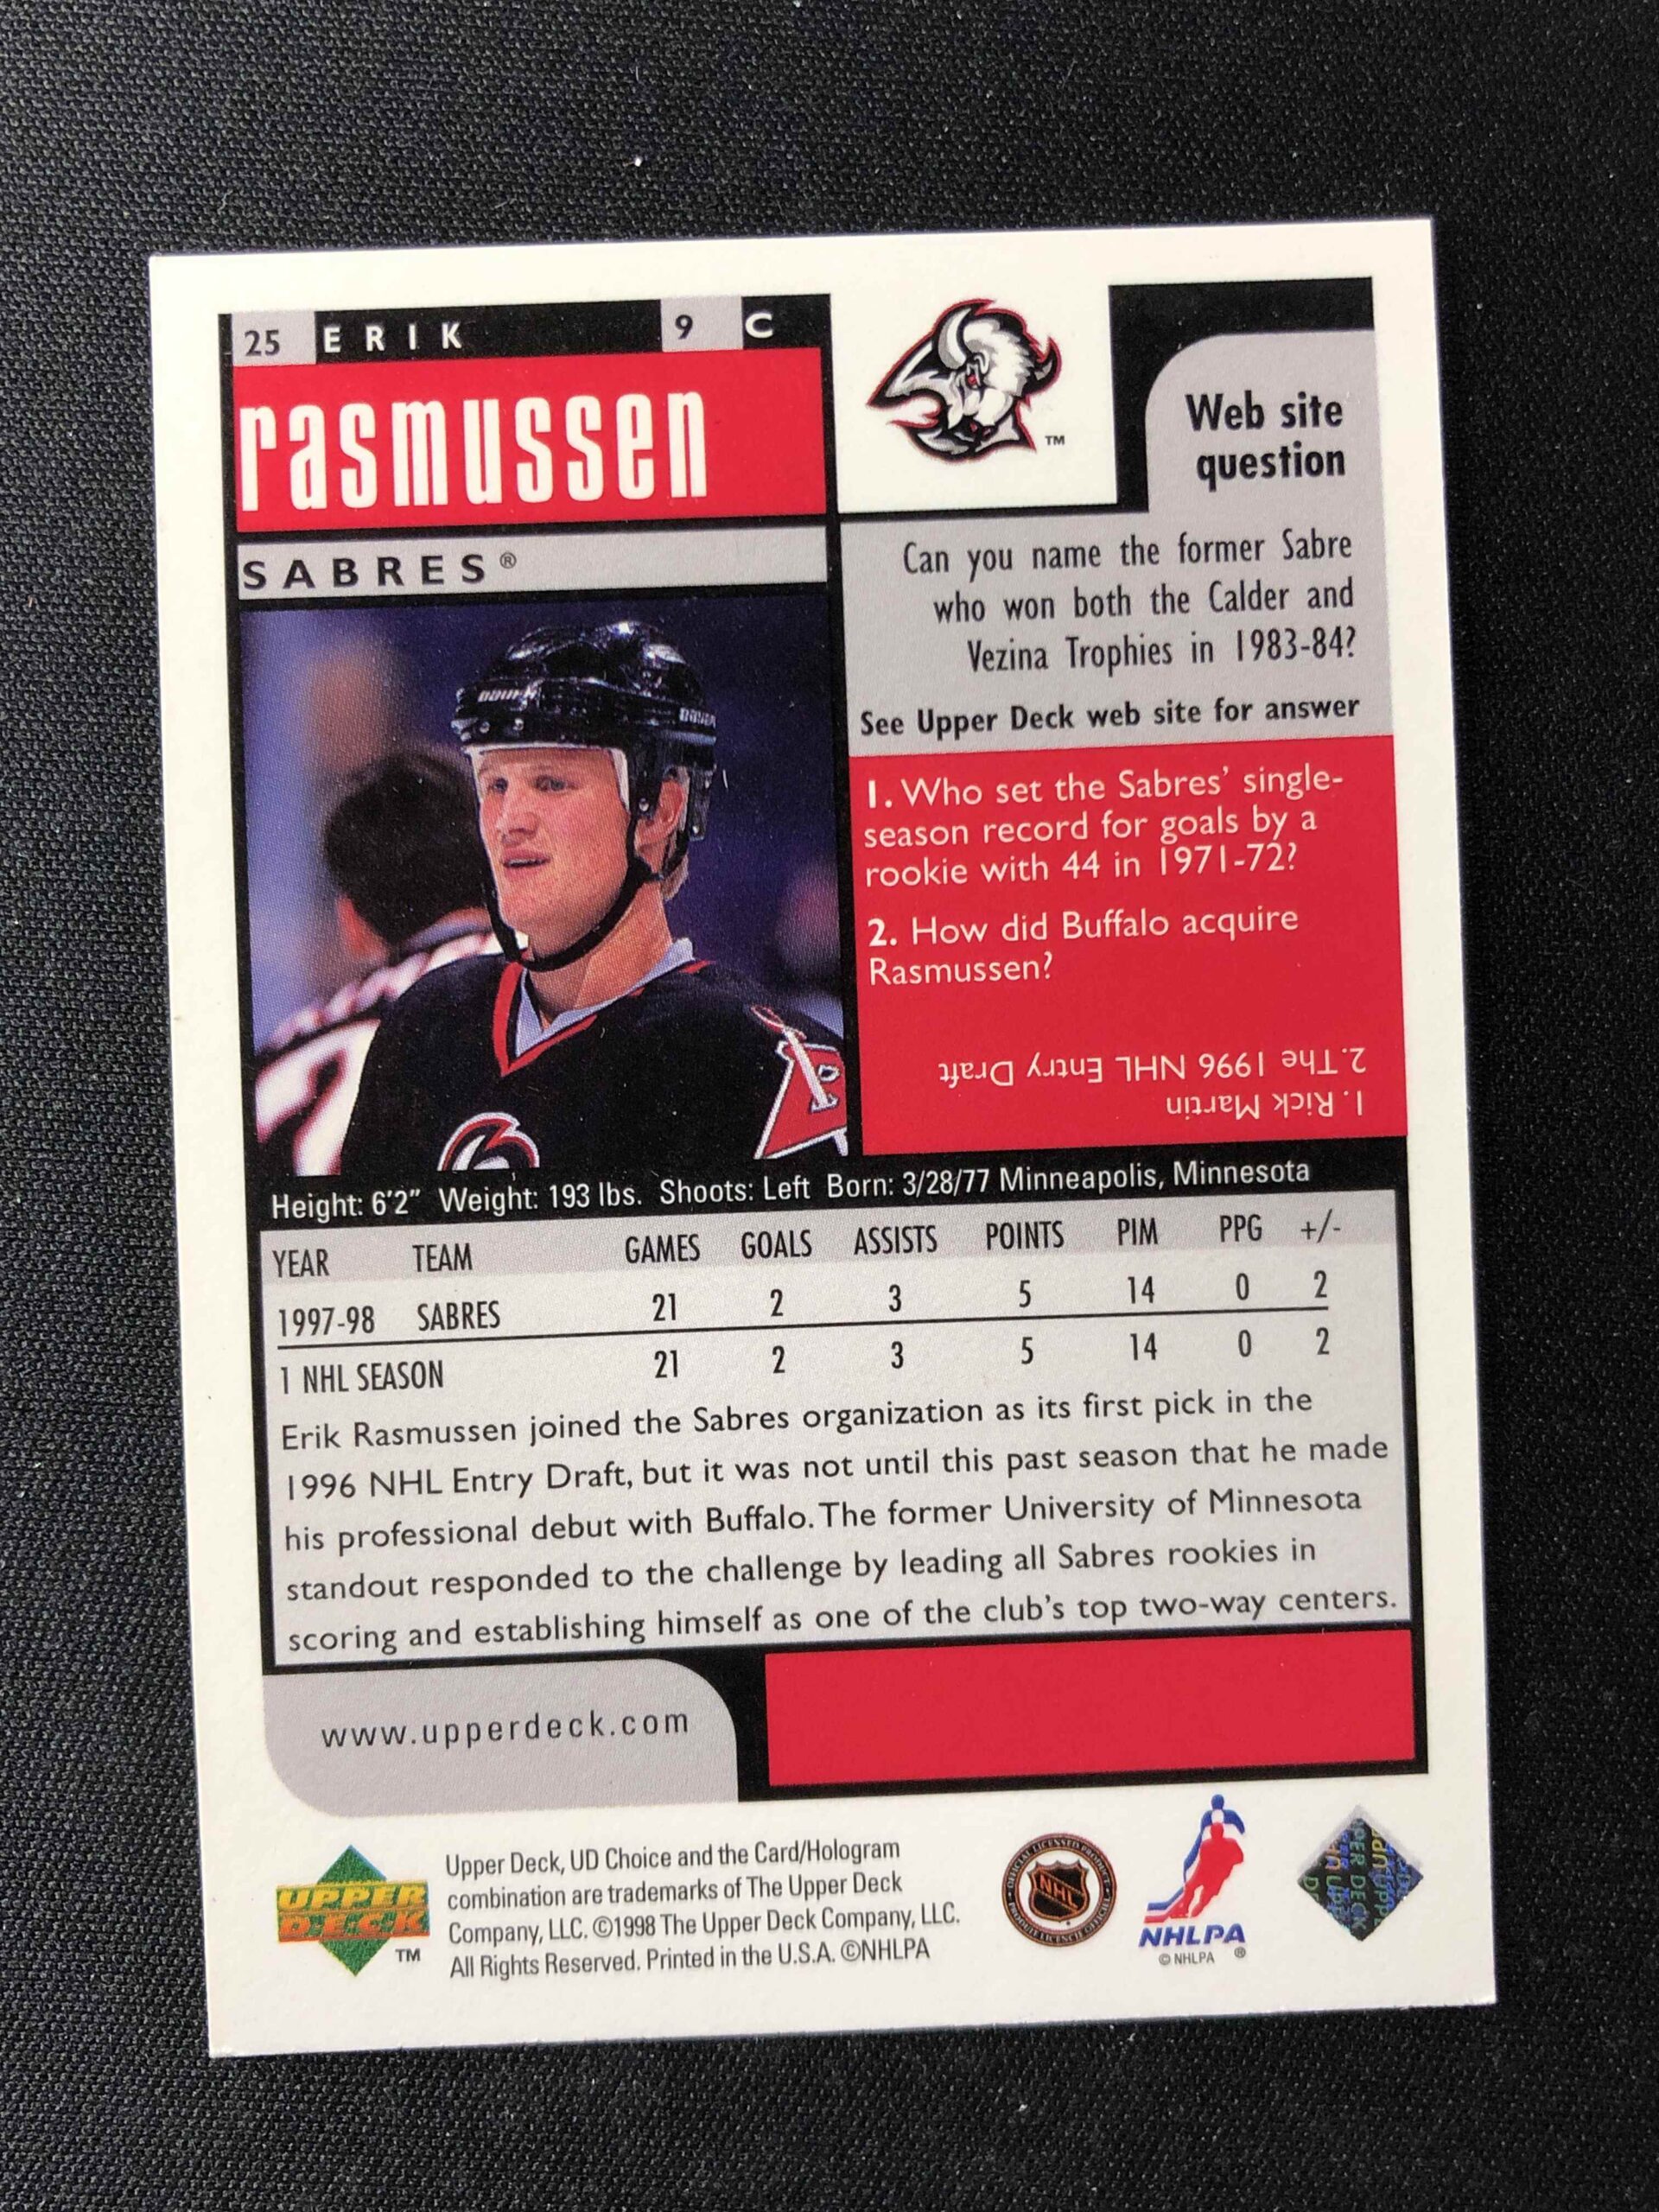 25 ERIK 9 C
rasmussen
SABRES®
TM
Web site
question
Can you name the former Sabre
who won both the Calder and
Vezina Trophies in 1983-84?
See Upper Deck web site for answer
1. Who set the Sabres' single-
season record for goals by a
rookie with 44 in 1971-72?
2. How did Buffalo acquire
Rasmussen?
1. Rick Martin
2. The 1996 NHL Entry Draft
Height: 6'2" Weight: 193 lbs. Shoots: Left Born: 3/28/77 Minneapolis, Minnesota
YEAR TEAM GAMES GOALS ASSISTS POINTS PIM PPG +/-
1997-98 SABRES 21 2 3 5 14 0 2
1 NHL SEASON 21 2 3 5 14 0 2
Erik Rasmussen joined the Sabres organization as its first pick in the
1996 NHL Entry Draft, but it was not until this past season that he made
his professional debut with Buffalo. The former University of Minnesota
standout responded to the challenge by leading all Sabres rookies in
scoring and establishing himself as one of the club's top two-way centers.
www.upperdeck.com
UPPER
DECK
TM
Upper Deck, UD Choice and the Card/Hologram
combination are trademarks of The Upper Deck
Company, LLC. ©1998 The Upper Deck Company, LLC.
All Rights Reserved. Printed in the U.S.A. ©NHLPA
NHL
NHLPA
© NHLPA ®